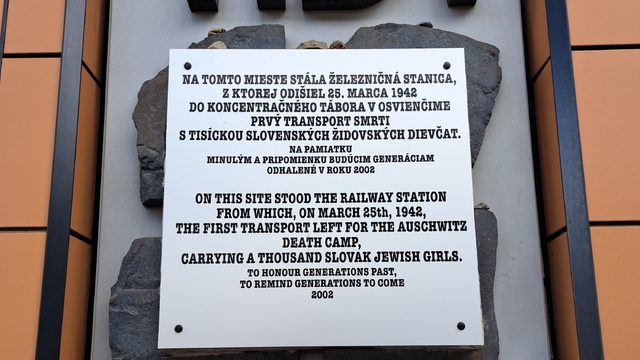 NA TOMTO MIESTE STÁLA ŽELEZNIČNÁ STANICA,
Z KTOREJ ODIŠIEL 25. MARCA 1942
DO KONCENTRAČNÉHO TÁBORA V OSVIENČIME
PRVÝ TRANSPORT SMRTI
S TISÍCKOU SLOVENSKÝCH ŽIDOVSKÝCH DIEVČAT.
NA PAMIATKU
MINULÝM A PRIPOMIENKU BUDÚCIM GENERÁCIAM
ODHALENÉ V ROKU 2002
ON THIS SITE STOOD THE RAILWAY STATION
FROM WHICH, ON MARCH 25th, 1942,
THE FIRST TRANSPORT LEFT FOR THE AUSCHWITZ
DEATH CAMP,
CARRYING A THOUSAND SLOVAK JEWISH GIRLS.
TO HONOUR GENERATIONS PAST,
TO REMIND GENERATIONS TO COME
2002